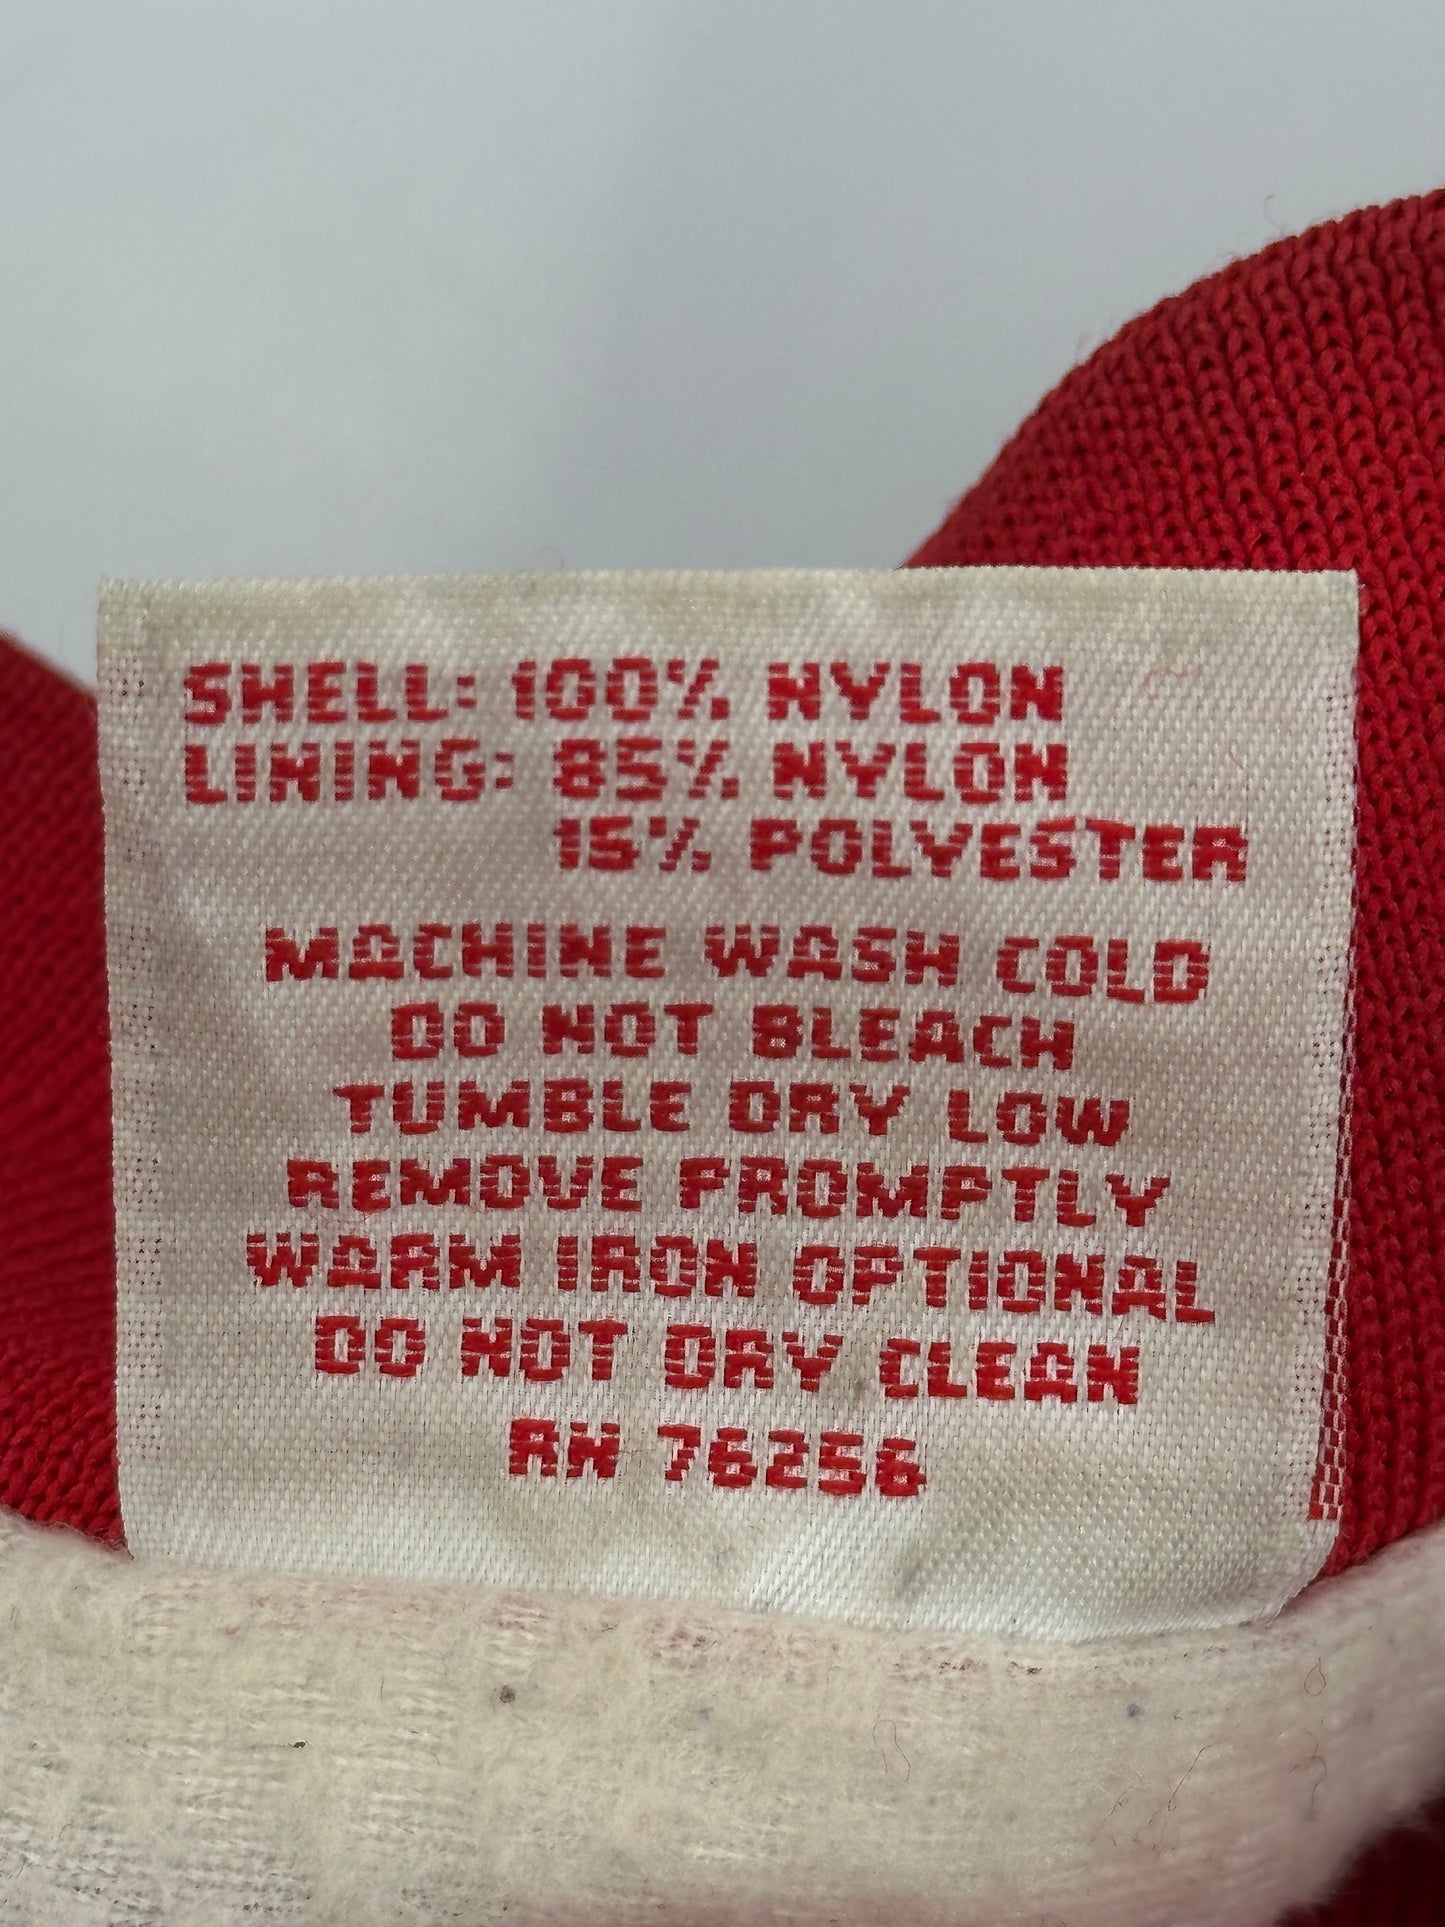 SHELL: 100% NYLON
LINING: 85% NYLON
15% POLYESTER
MACHINE WASH COLD
DO NOT BLEACH
TUMBLE DRY LOW
REMOVE PROMPTLY
WARM IRON OPTIONAL
DO NOT DRY CLEAN
RN 76256